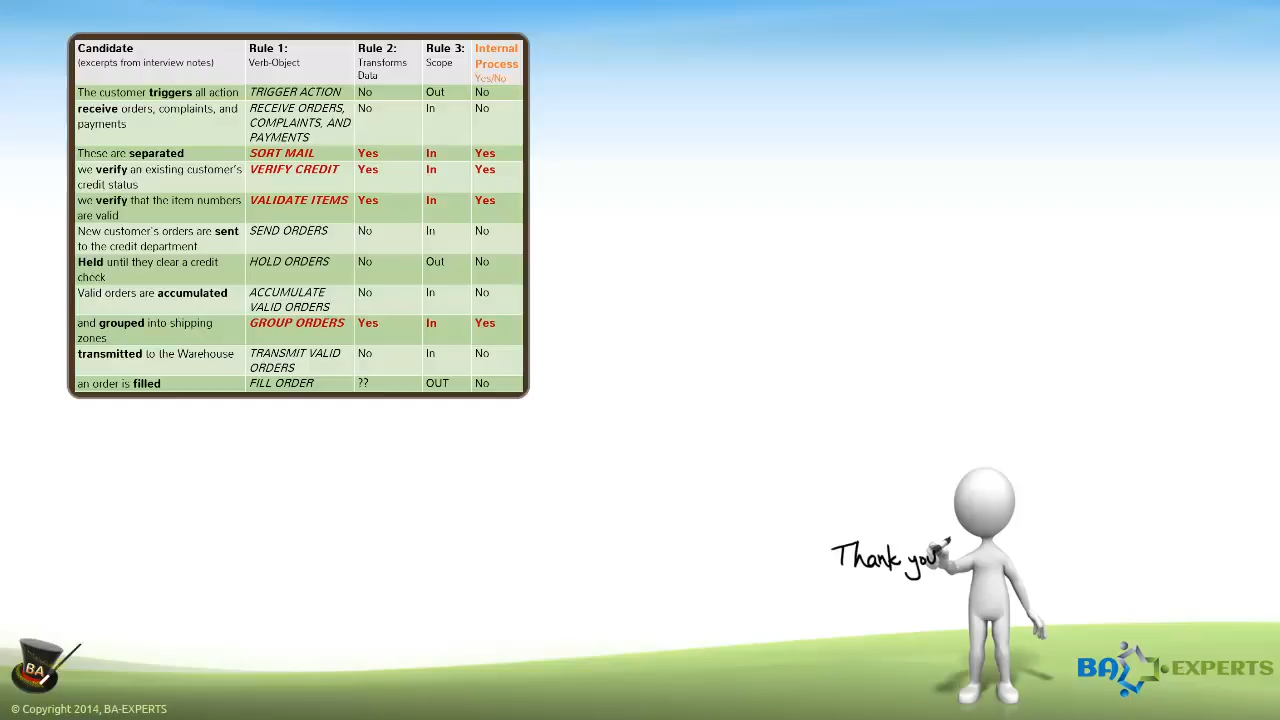 Candidate Rule 1: Rule 2: Rule 3: Internal
(excerpts from interview notes) Verb-Object Transforms Scope Process
Data Yes/No
The customer triggers all action TRIGGER ACTION No Out No
receive orders, complaints, and RECEIVE ORDERS, No In No
payments COMPLAINTS, AND
PAYMENTS
These are separated SORT MAIL Yes In Yes
we verify an existing customer's VERIFY CREDIT Yes In Yes
credit status
we verify that the item numbers VALIDATE ITEMS Yes In Yes
are valid
New customer's orders are sent SEND ORDERS No In No
to the credit department
Held until they clear a credit HOLD ORDERS No Out No
check
Valid orders are accumulated ACCUMULATE No In No
VALID ORDERS
and grouped into shipping GROUP ORDERS Yes In Yes
zones
transmitted to the Warehouse TRANSMIT VALID No In No
ORDERS
an order is filled FILL ORDER ?? OUT No
Thank you
BA
BA EXPERTS
© Copyright 2014, BA-EXPERTS